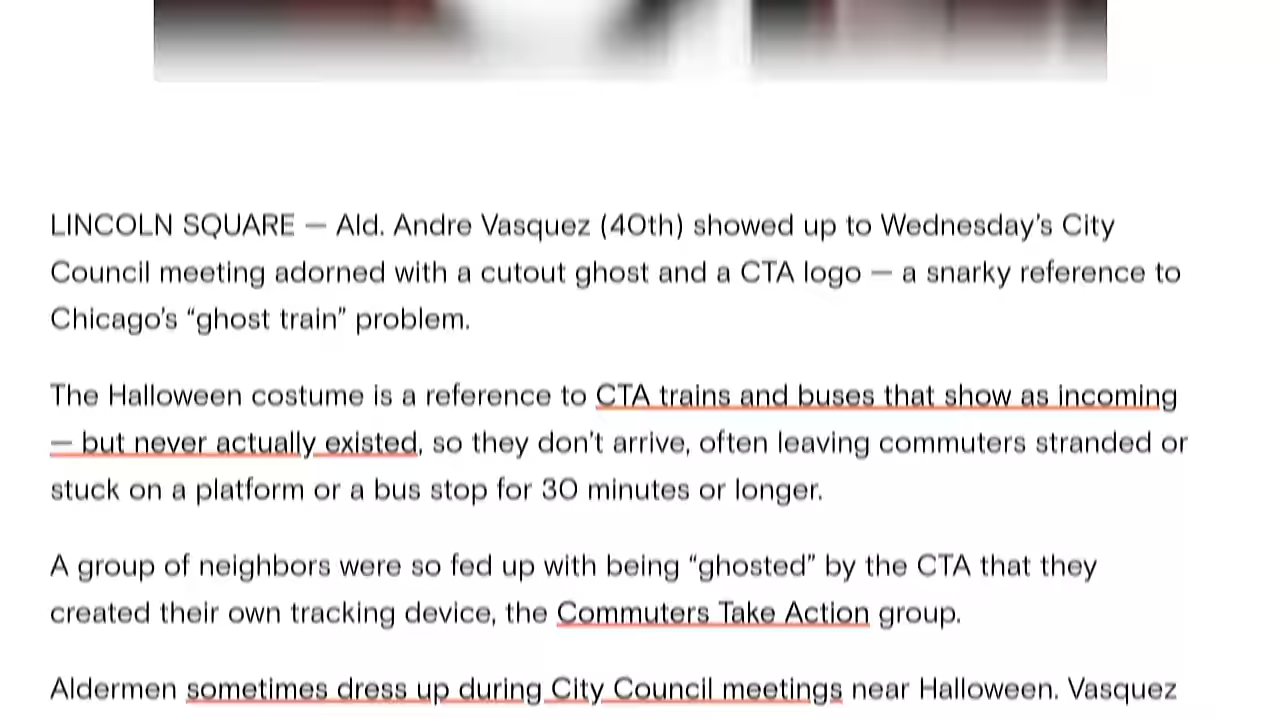 LINCOLN SQUARE — Ald. Andre Vasquez (40th) showed up to Wednesday’s City
Council meeting adorned with a cutout ghost and a CTA logo — a snarky reference to
Chicago’s “ghost train” problem.
The Halloween costume is a reference to CTA trains and buses that show as incoming
— but never actually existed, so they don’t arrive, often leaving commuters stranded or
stuck on a platform or a bus stop for 30 minutes or longer.
A group of neighbors were so fed up with being “ghosted” by the CTA that they
created their own tracking device, the Commuters Take Action group.
Aldermen sometimes dress up during City Council meetings near Halloween. Vasquez